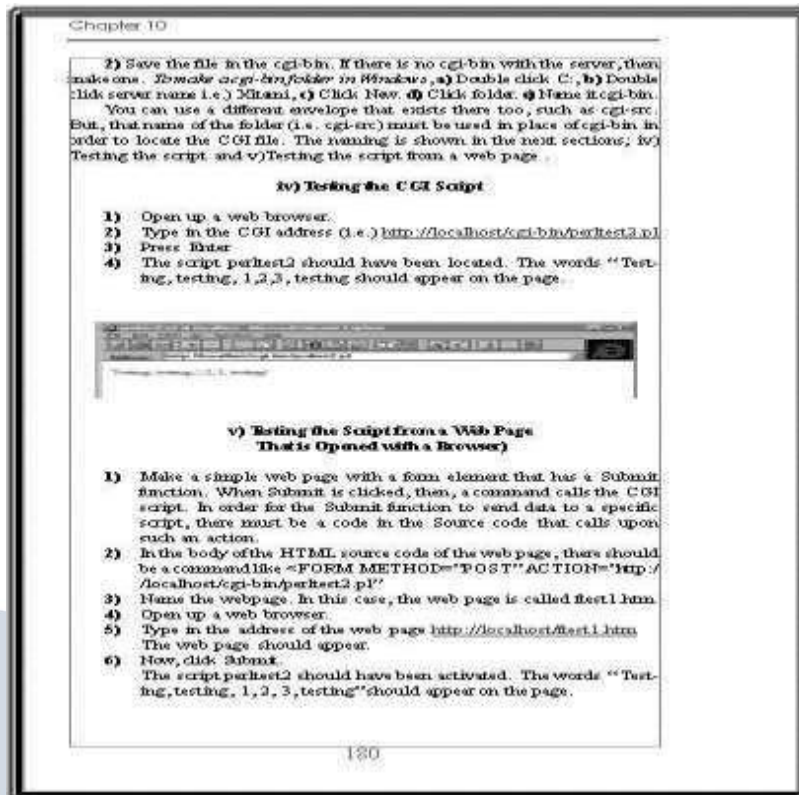 Chapter 10
2) Save the file in the cgi-bin. If there is no cgi-bin with the server, then
make one. To make a cgi-bin folder in Windows, a) Double click C:, b) Double
click server name i.e.) Xitami, c) Click New. d) Click folder. e) Name it cgi-bin.
You can use a different envelope that exists there too, such as cgi-src.
But, that name of the folder (i.e. cgi-src) must be used in place of cgi-bin in
order to locate the CGI file. The naming is shown in the next sections; iv)
Testing the script and v)Testing the script from a web page .
iv) Testing the CGI Script
1) Open up a web browser.
2) Type in the CGI address (i.e.) http://localhost/cgi-bin/perltest2.pl
3) Press Enter
4) The script perltest2 should have been located. The words “Test-
ing, testing, 1,2,3, testing should appear on the page.
v) Testing the Script from a Web Page
That is Opened with a Browser)
1) Make a simple web page with a form element that has a Submit
function. When Submit is clicked, then, a command calls the CGI
script. In order for the Submit function to send data to a specific
script, there must be a code in the Source code that calls upon
such an action.
2) In the body of the HTML source code of the web page, there should
be a command like <FORM METHOD="POST" ACTION="http:/
/localhost/cgi-bin/perltest2.pl"
3) Name the webpage. In this case, the web page is called ftest1.htm
4) Open up a web browser.
5) Type in the address of the web page http://localhost/ftest1.htm
The web page should appear.
6) Now, click Submit.
The script perltest2 should have been activated. The words “Test-
ing, testing, 1, 2, 3, testing” should appear on the page.
180